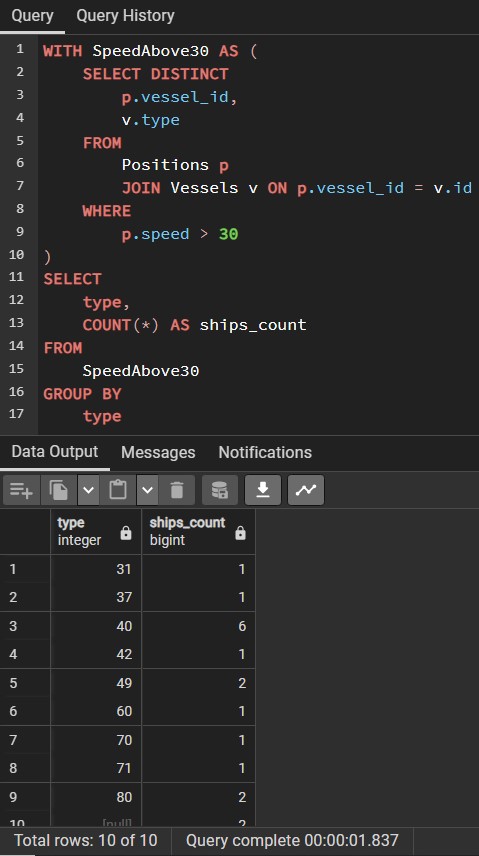 Query Query History
1 WITH SpeedAbove30 AS (
2 SELECT DISTINCT
3 p.vessel_id,
4 v.type
5 FROM
6 Positions p
7 JOIN Vessels v ON p.vessel_id = v.id
8 WHERE
9 p.speed > 30
10 )
11 SELECT
12 type,
13 COUNT(*) AS ships_count
14 FROM
15 SpeedAbove30
16 GROUP BY
17 type
Data Output Messages Notifications
type ships_count
integer bigint
1 31 1
2 37 1
3 40 6
4 42 1
5 49 2
6 60 1
7 70 1
8 71 1
9 80 2
10 [null] 2
Total rows: 10 of 10 Query complete 00:00:01.837